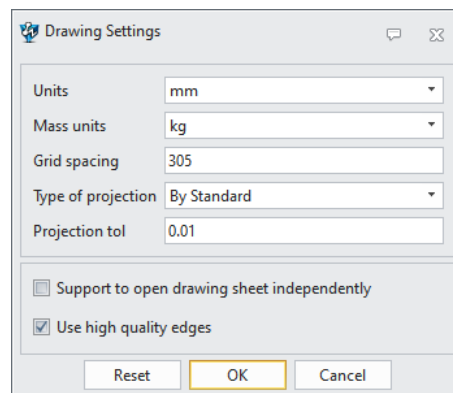 Drawing Settings
Units mm
Mass units kg
Grid spacing 305
Type of projection By Standard
Projection tol 0.01
Support to open drawing sheet independently
Use high quality edges
Reset OK Cancel